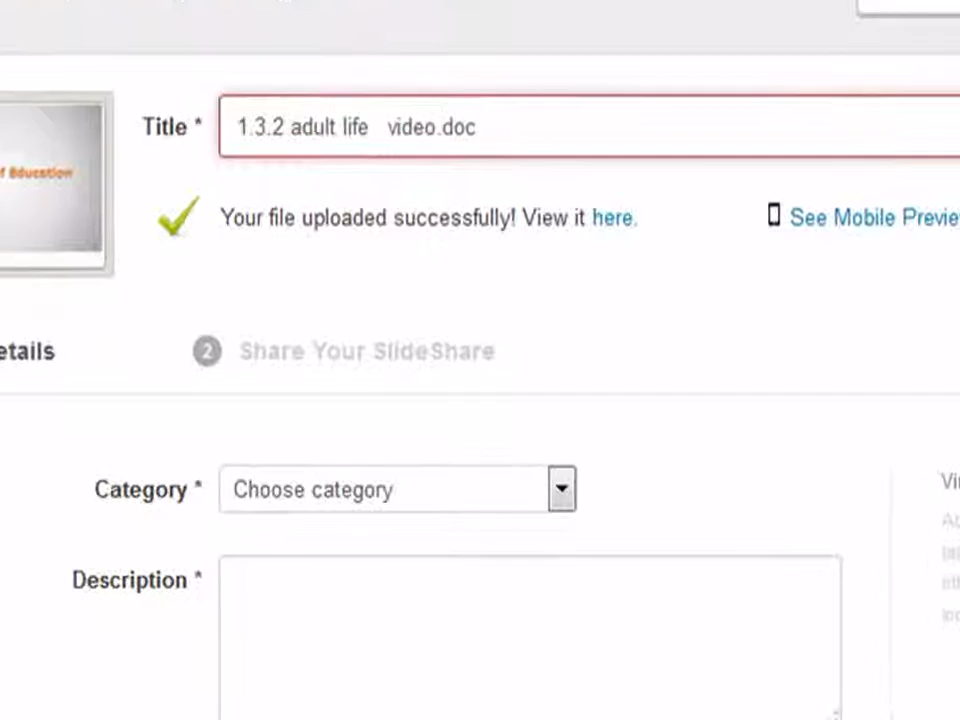 Title *
1.3.2 adult life   video.doc
f Education
Your file uploaded successfully! View it here.
See Mobile Previe
etails
2 Share Your SlideShare
Category *
Choose category
Description *